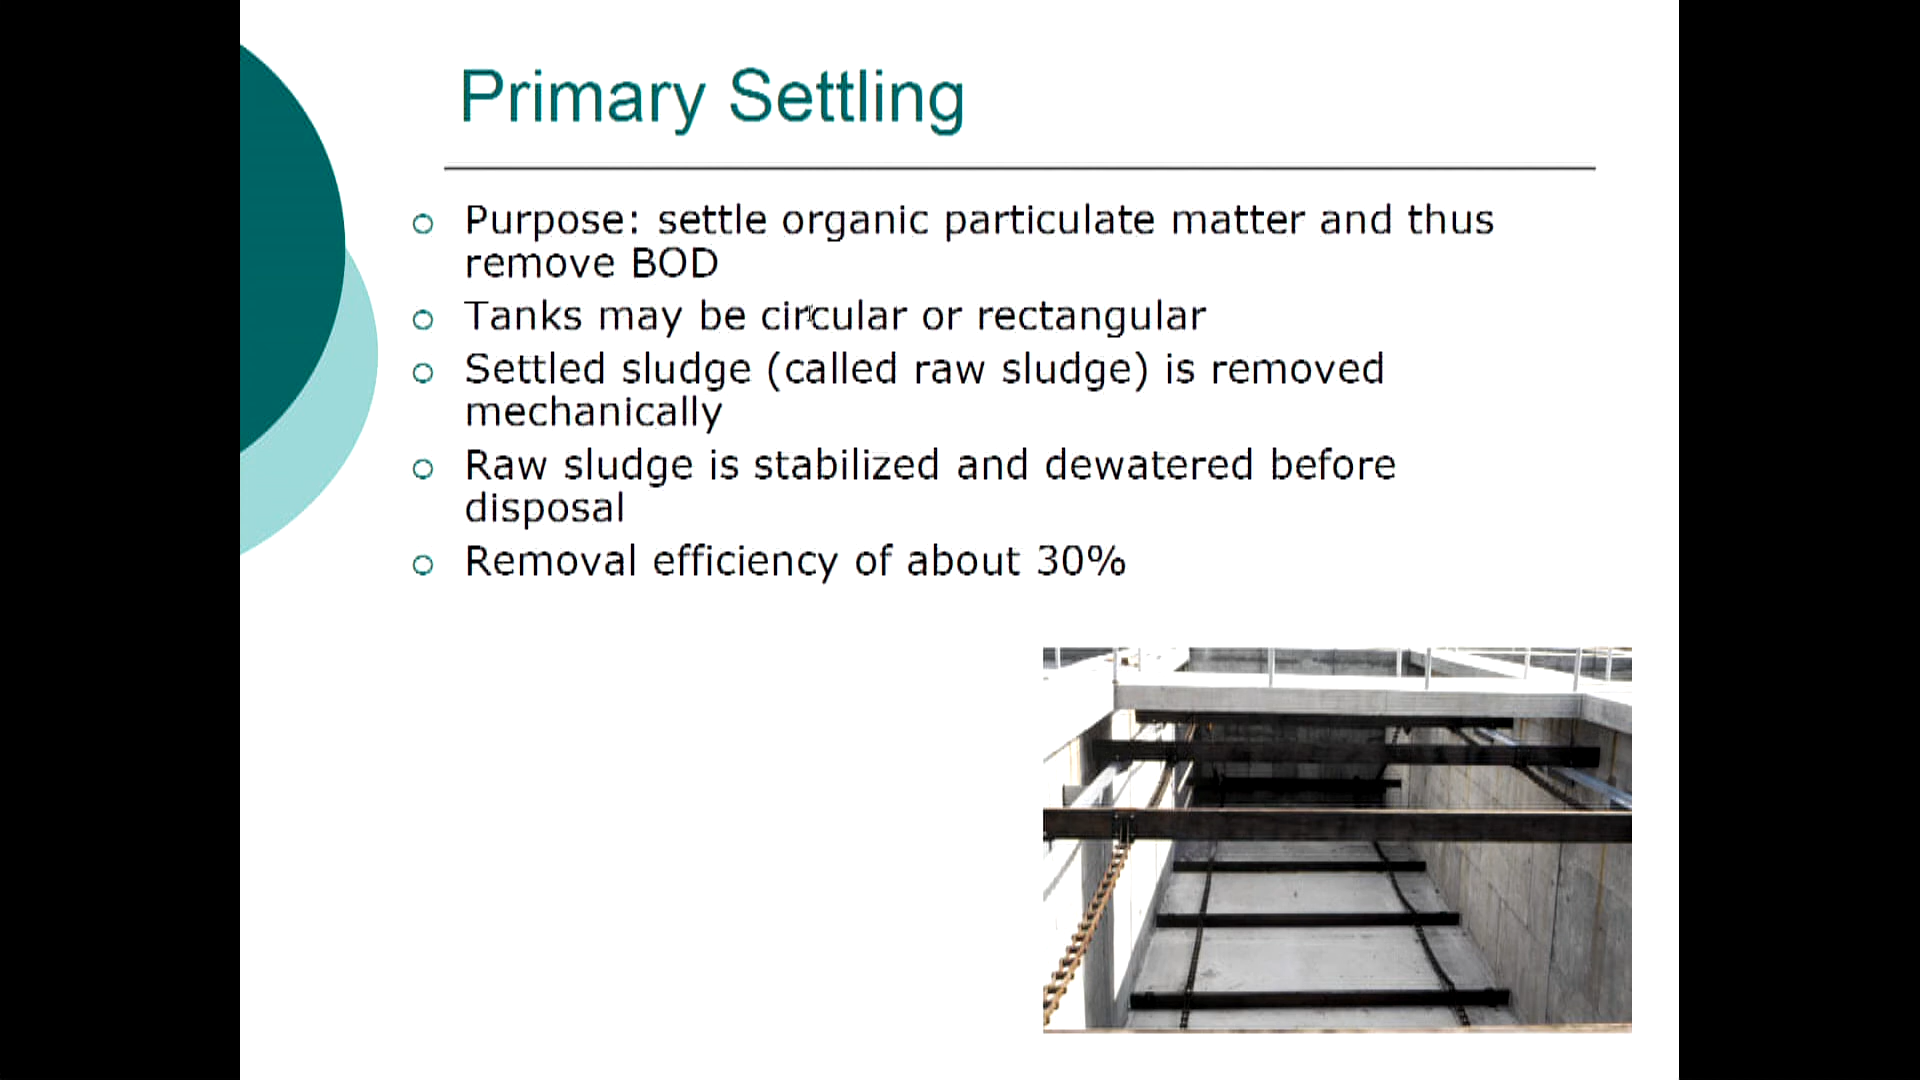 Primary Settling
Purpose: settle organic particulate matter and thus
remove BOD
Tanks may be circular or rectangular
Settled sludge (called raw sludge) is removed
mechanically
Raw sludge is stabilized and dewatered before
disposal
Removal efficiency of about 30%